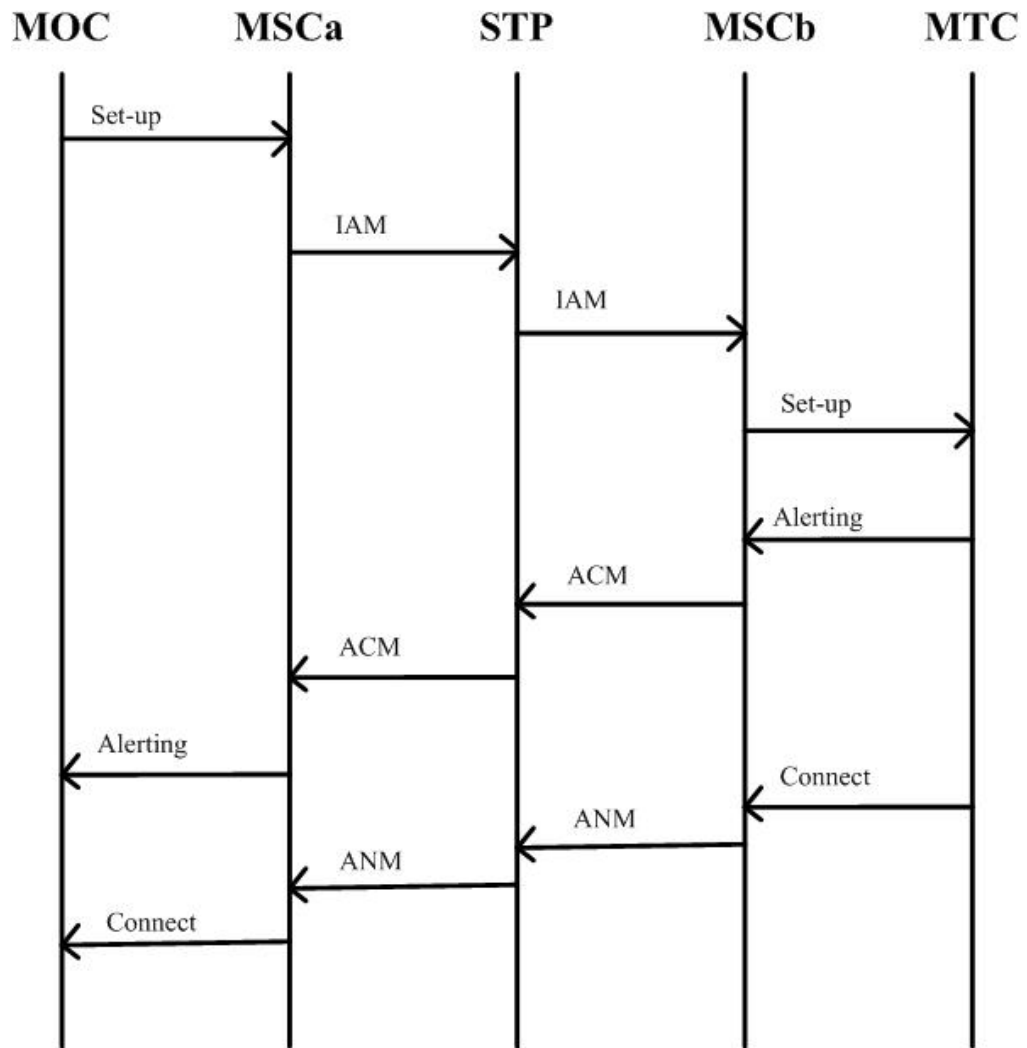 MOC MSCa STP MSCb MTC
Set-up
IAM
IAM
Set-up
Alerting
ACM
ACM
Alerting
Connect
ANM
ANM
Connect